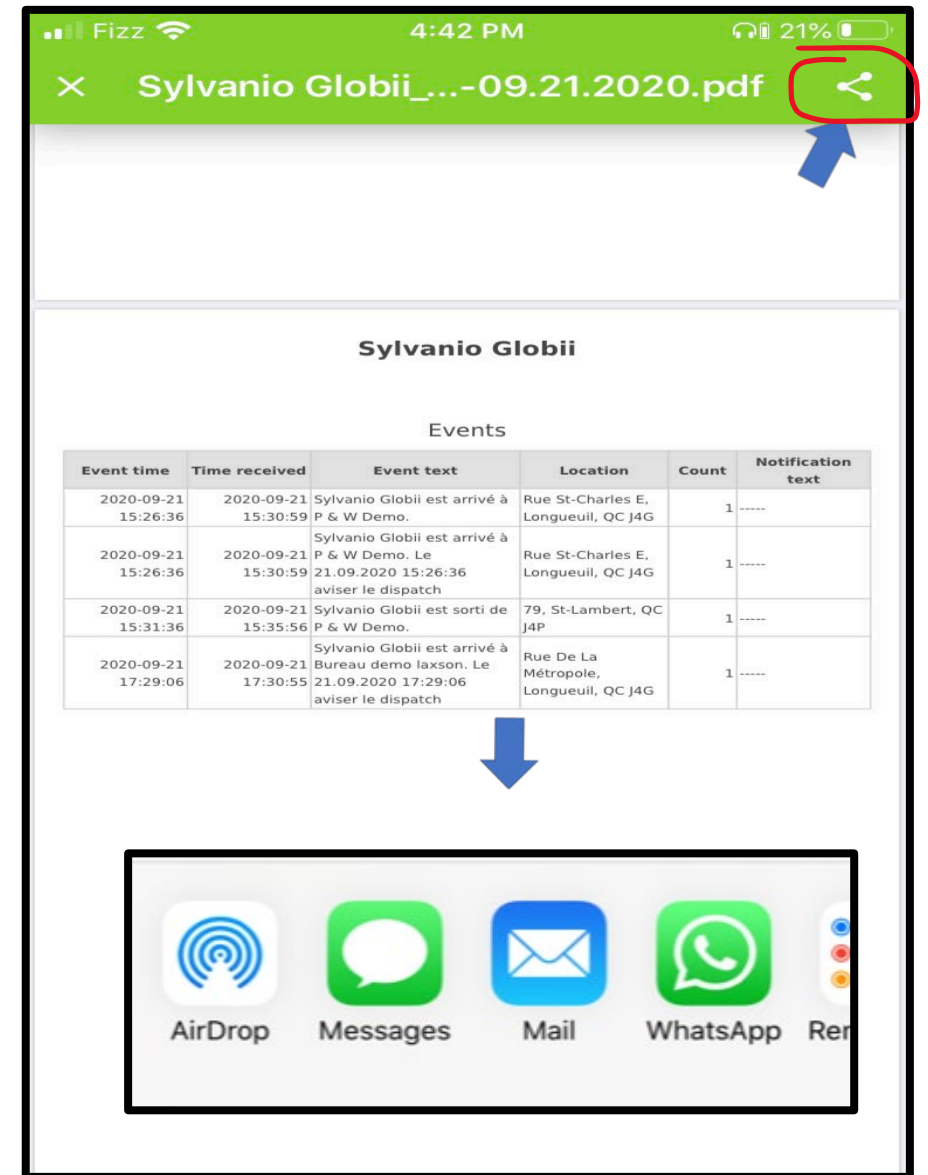 Fizz 4:42 PM 21%
Sylvanio Globii_...-09.21.2020.pdf
Sylvanio Globii
Events
Event time Time received Event text Location Count Notification text
2020-09-21 15:26:36 2020-09-21 15:30:59 Sylvanio Globii est arrivé à P & W Demo. Rue St-Charles E, Longueuil, QC J4G 1 -----
2020-09-21 15:26:36 2020-09-21 15:30:59 Sylvanio Globii est arrivé à P & W Demo. Le 21.09.2020 15:26:36 aviser le dispatch Rue St-Charles E, Longueuil, QC J4G 1 -----
2020-09-21 15:31:36 2020-09-21 15:35:56 Sylvanio Globii est sorti de P & W Demo. 79, St-Lambert, QC J4P 1 -----
2020-09-21 17:29:06 2020-09-21 17:30:55 Sylvanio Globii est arrivé à Bureau demo laxson. Le 21.09.2020 17:29:06 aviser le dispatch Rue De La Métropole, Longueuil, QC J4G 1 -----
AirDrop Messages Mail WhatsApp